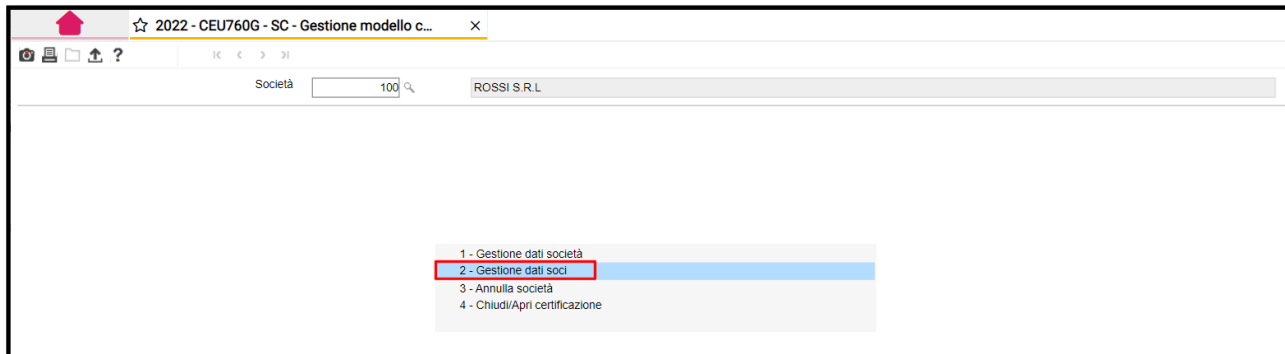 2022 - CEU760G - SC - Gestione modello c...
?
Società 100 ROSSI S.R.L
1 - Gestione dati società
2 - Gestione dati soci
3 - Annulla società
4 - Chiudi/Apri certificazione